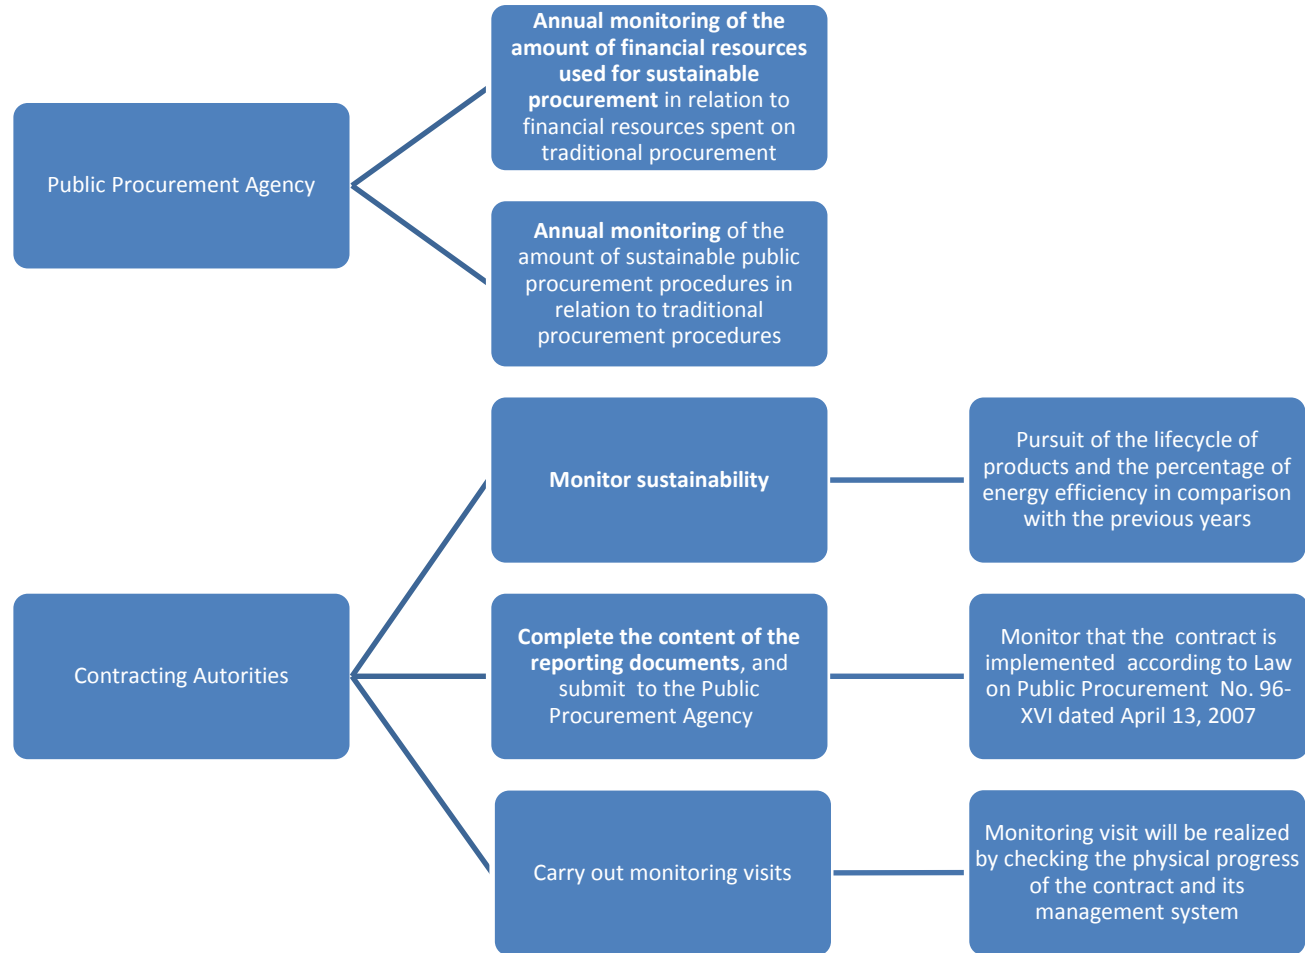 Public Procurement Agency
Annual monitoring of the
amount of financial resources
used for sustainable
procurement in relation to
financial resources spent on
traditional procurement
Annual monitoring of the
amount of sustainable public
procurement procedures in
relation to traditional
procurement procedures
Contracting Autorities
Monitor sustainability
Pursuit of the lifecycle of
products and the percentage of
energy efficiency in comparison
with the previous years
Complete the content of the
reporting documents, and
submit to the Public
Procurement Agency
Monitor that the contract is
implemented according to Law
on Public Procurement No. 96-
XVI dated April 13, 2007
Carry out monitoring visits
Monitoring visit will be realized
by checking the physical progress
of the contract and its
management system